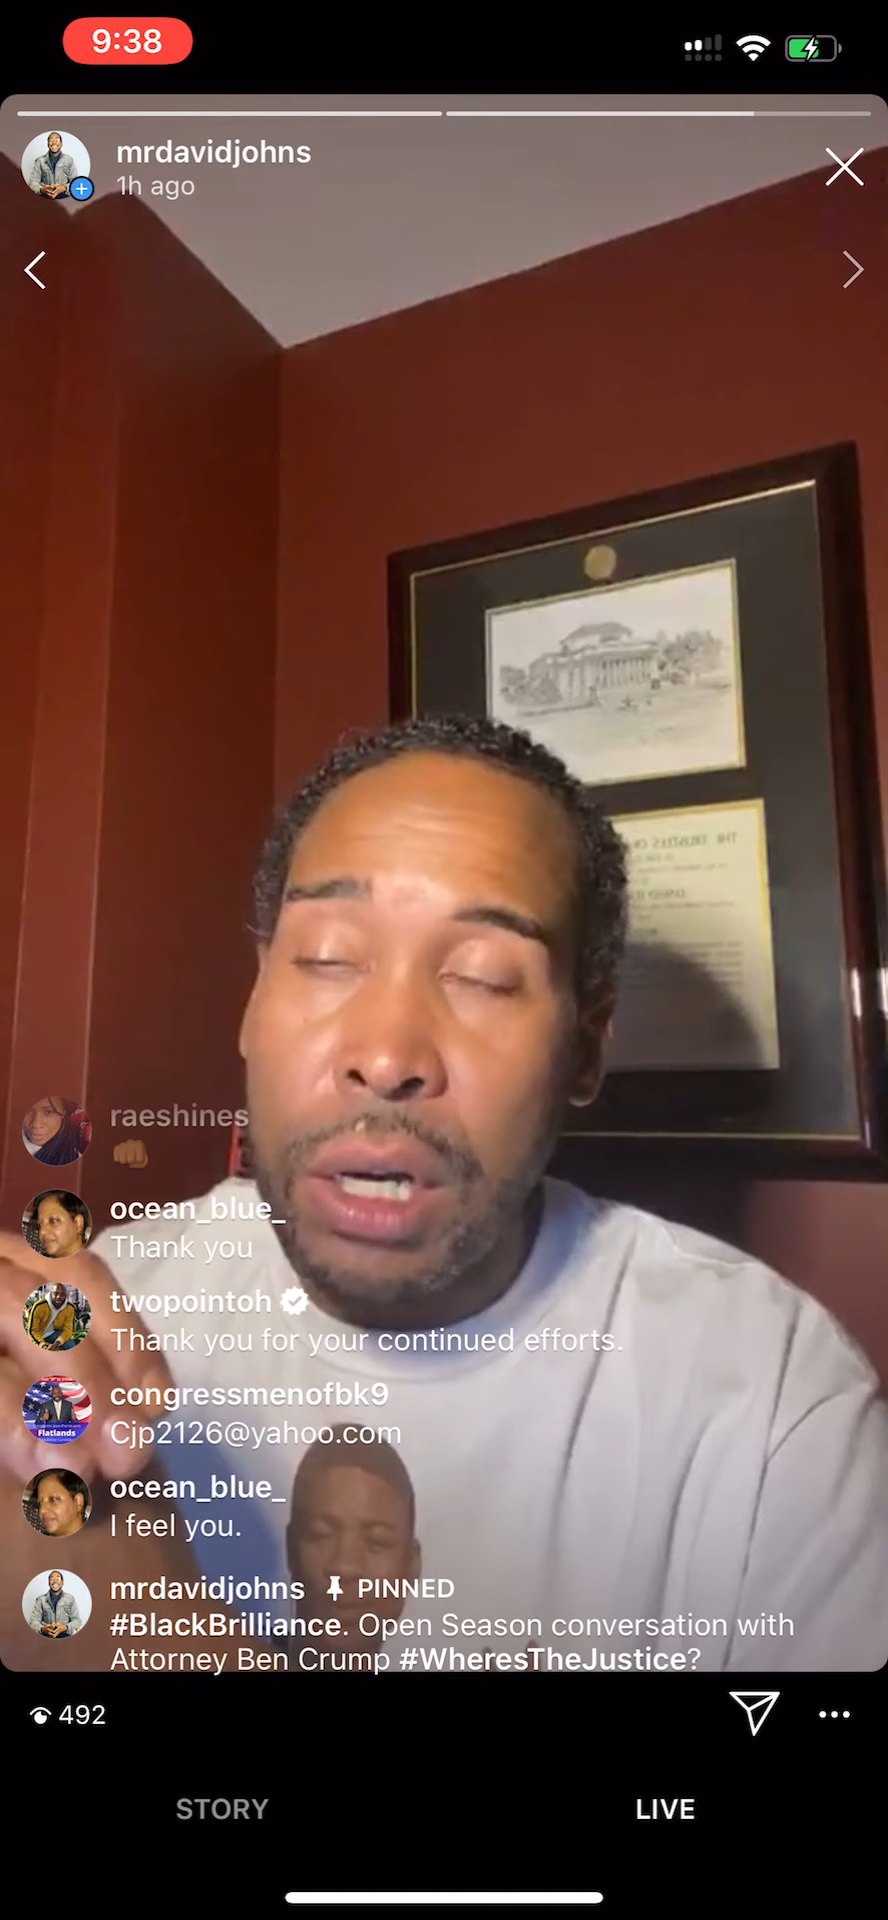 9:38
mrdavidjohns
1h ago
raeshines
ocean_blue_
Thank you
twopointoh
Thank you for your continued efforts.
congressmenofbk9
Flatlands
Cjp2126@yahoo.com
ocean_blue_
I feel you.
mrdavidjohns PINNED
#BlackBrilliance. Open Season conversation with
Attorney Ben Crump #WheresTheJustice?
492
STORY LIVE